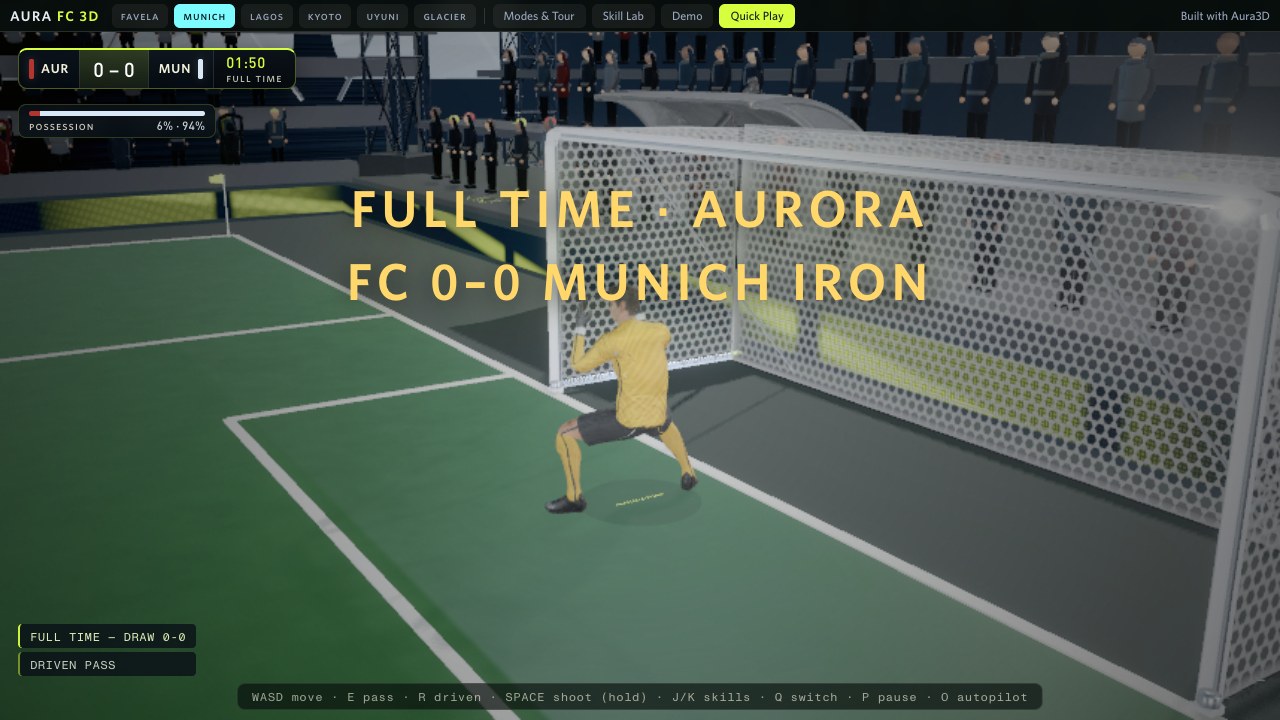 AURA FC 3D FAVELA MUNICH LAGOS KYOTO UYUNI GLACIER Modes & Tour Skill Lab Demo Quick Play Built with Aura3D
AUR 0 – 0 MUN 01:50
FULL TIME
POSSESSION 6% · 94%
FULL TIME · AURORA
FC 0–0 MUNICH IRON
FULL TIME — DRAW 0-0
DRIVEN PASS
WASD move · E pass · R driven · SPACE shoot (hold) · J/K skills · Q switch · P pause · O autopilot